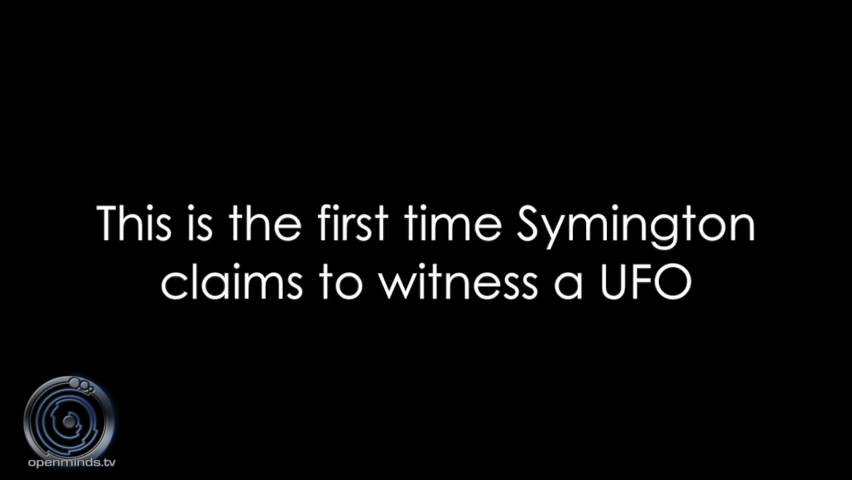 This is the first time Symington
claims to witness a UFO
openminds.tv